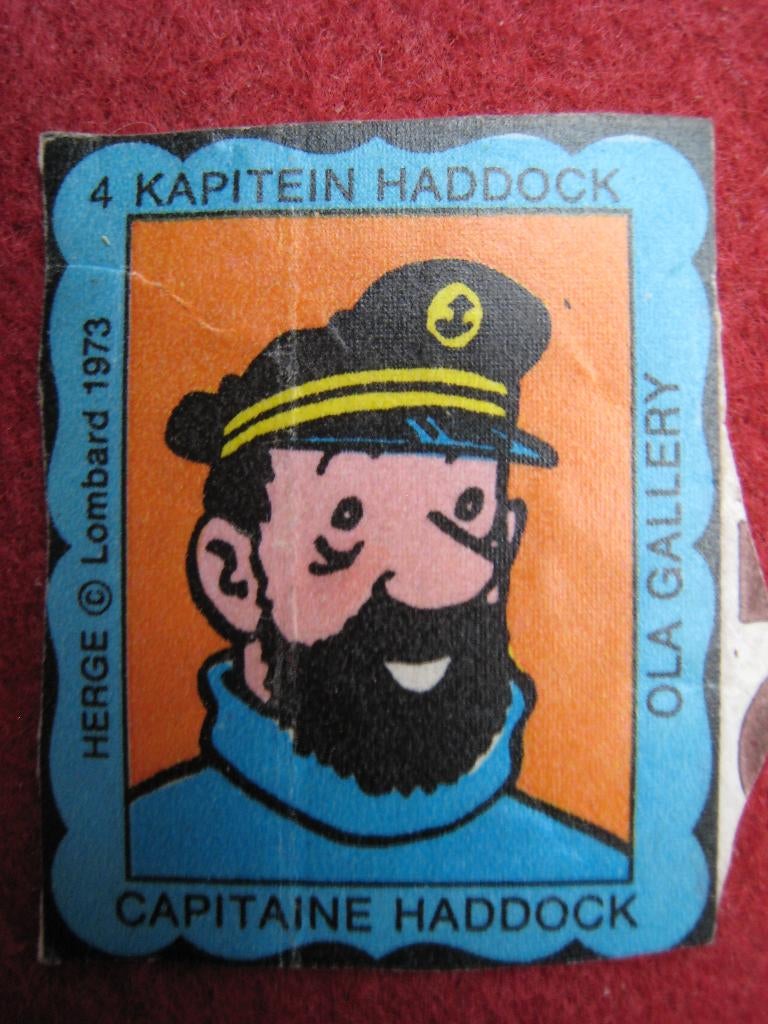 4 KAPITEIN HADDOCK
HERGE © Lombard 1973
OLA GALLERY
CAPITAINE HADDOCK